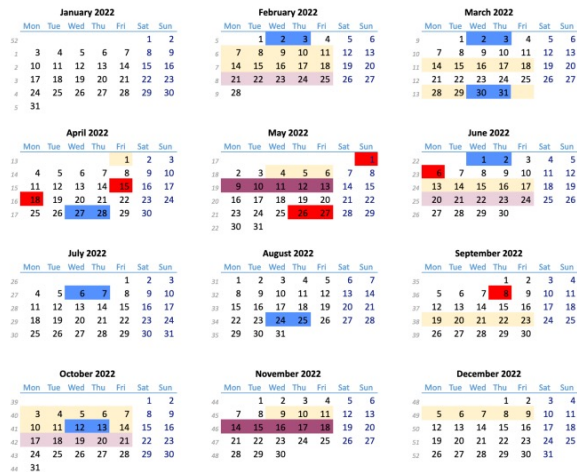 January 2022
Mon Tue Wed Thu Fri Sat Sun
52 1 2
1 3 4 5 6 7 8 9
2 10 11 12 13 14 15 16
3 17 18 19 20 21 22 23
4 24 25 26 27 28 29 30
5 31
February 2022
Mon Tue Wed Thu Fri Sat Sun
5 1 2 3 4 5 6
6 7 8 9 10 11 12 13
7 14 15 16 17 18 19 20
8 21 22 23 24 25 26 27
9 28
March 2022
Mon Tue Wed Thu Fri Sat Sun
9 1 2 3 4 5 6
10 7 8 9 10 11 12 13
11 14 15 16 17 18 19 20
12 21 22 23 24 25 26 27
13 28 29 30 31
April 2022
Mon Tue Wed Thu Fri Sat Sun
13 1 2 3
14 4 5 6 7 8 9 10
15 11 12 13 14 15 16 17
16 18 19 20 21 22 23 24
17 25 26 27 28 29 30
May 2022
Mon Tue Wed Thu Fri Sat Sun
17 1
18 2 3 4 5 6 7 8
19 9 10 11 12 13 14 15
20 16 17 18 19 20 21 22
21 23 24 25 26 27 28 29
22 30 31
June 2022
Mon Tue Wed Thu Fri Sat Sun
22 1 2 3 4 5
23 6 7 8 9 10 11 12
24 13 14 15 16 17 18 19
25 20 21 22 23 24 25 26
26 27 28 29 30
July 2022
Mon Tue Wed Thu Fri Sat Sun
26 1 2 3
27 4 5 6 7 8 9 10
28 11 12 13 14 15 16 17
29 18 19 20 21 22 23 24
30 25 26 27 28 29 30 31
August 2022
Mon Tue Wed Thu Fri Sat Sun
31 1 2 3 4 5 6 7
32 8 9 10 11 12 13 14
33 15 16 17 18 19 20 21
34 22 23 24 25 26 27 28
35 29 30 31
September 2022
Mon Tue Wed Thu Fri Sat Sun
35 1 2 3 4
36 5 6 7 8 9 10 11
37 12 13 14 15 16 17 18
38 19 20 21 22 23 24 25
39 26 27 28 29 30
October 2022
Mon Tue Wed Thu Fri Sat Sun
39 1 2
40 3 4 5 6 7 8 9
41 10 11 12 13 14 15 16
42 17 18 19 20 21 22 23
43 24 25 26 27 28 29 30
44 31
November 2022
Mon Tue Wed Thu Fri Sat Sun
44 1 2 3 4 5 6
45 7 8 9 10 11 12 13
46 14 15 16 17 18 19 20
47 21 22 23 24 25 26 27
48 28 29 30
December 2022
Mon Tue Wed Thu Fri Sat Sun
48 1 2 3 4
49 5 6 7 8 9 10 11
50 12 13 14 15 16 17 18
51 19 20 21 22 23 24 25
52 26 27 28 29 30 31